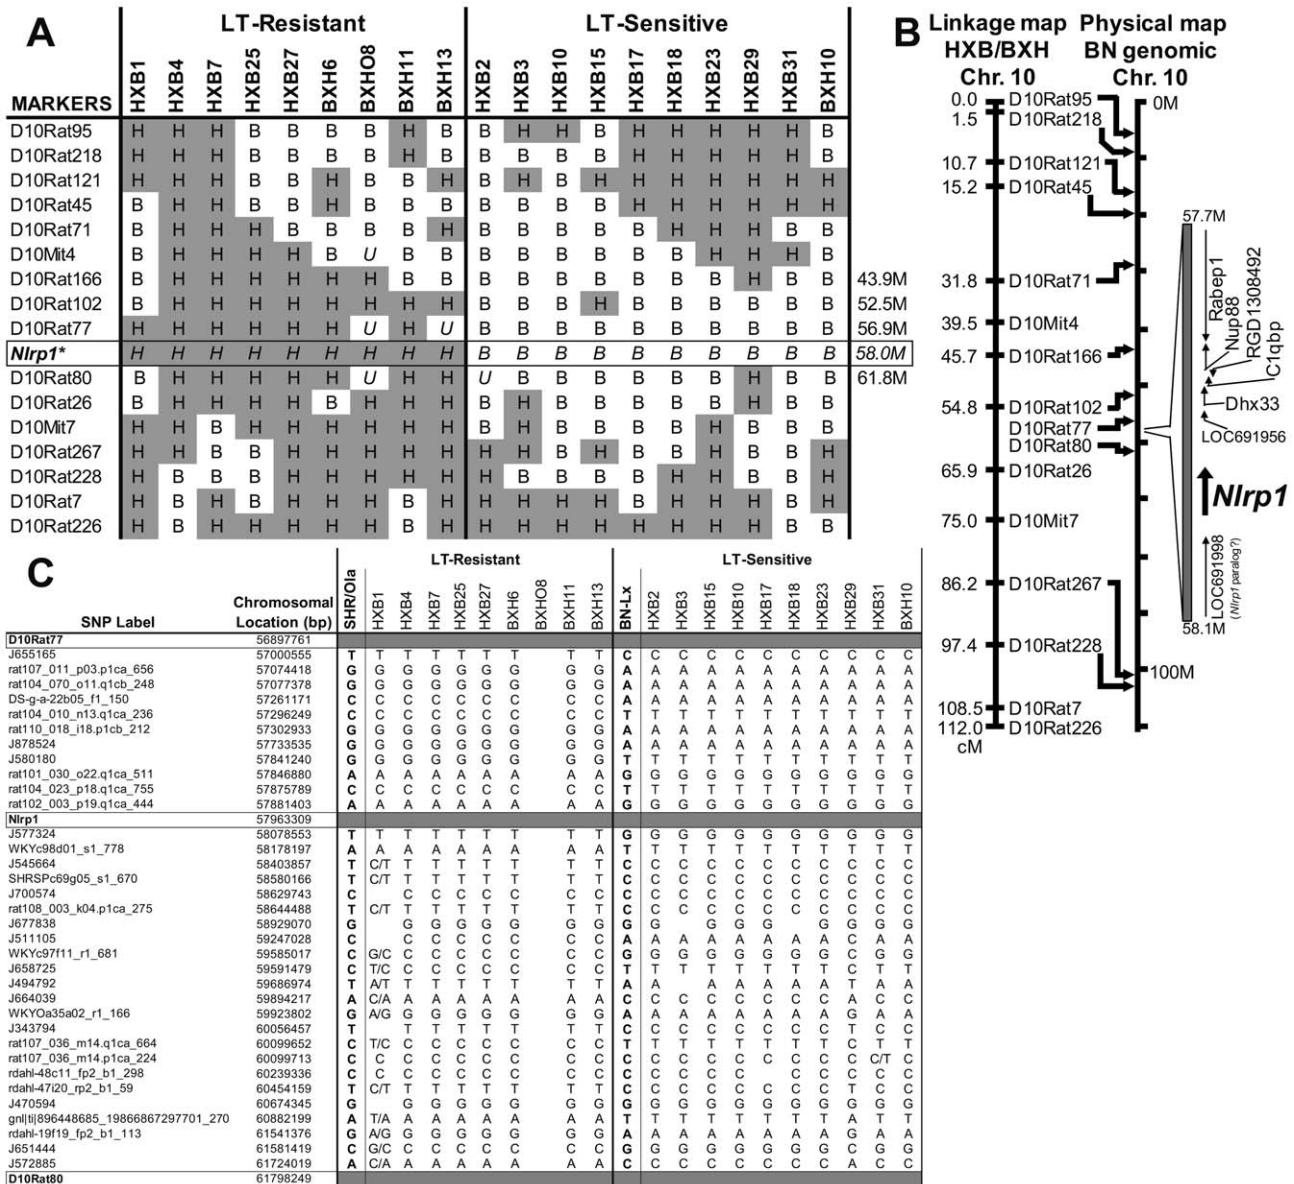 A
LT-Resistant LT-Sensitive
MARKERS HXB1 HXB4 HXB7 HXB25 HXB27 BXH6 BXHO8 BXH11 BXH13 HXB2 HXB3 HXB10 HXB15 HXB17 HXB18 HXB23 HXB29 HXB31 BXH10
D10Rat95 H H H B B B B H B B H H B H H H H H B
D10Rat218 H H H B B B B H B B B B B H H H H H B
D10Rat121 H H H B B H B B H B H B H H H H H H H
D10Rat45 B H H B B H B B B B B B B H H H H H H
D10Rat71 B H H H B B B B H B B B B B H H H B B
D10Mit4 B H H H H B U B B B B B B B B H H H B
D10Rat166 B H H H H H H B B B B B B B B B H B B 43.9M
D10Rat102 B H H H H H H H H B B B H B B B B B B 52.5M
D10Rat77 H H H H H H U H U B B B B B B B B B B 56.9M
Nlrp1* H H H H H H H H H B B B B B B B B B B 58.0M
D10Rat80 B H H H H H U H H U B B B B B B H B B 61.8M
D10Rat26 B H H H H B H H H B H B B B B B H B B
D10Mit7 H H B H H H H H H B H B B B B H B B B
D10Rat267 H H B B H H H H H H H B H B B H B B H
D10Rat228 H B B B H H H H H H B B B B H H H B H
D10Rat7 H B H B H H H B H H H H H B H H B B H
D10Rat226 H B H H H H H B H H H H H H H H H B B
B
Linkage map Physical map
HXB/BXH BN genomic
Chr. 10 Chr. 10
0.0 D10Rat95 0M
1.5 D10Rat218
10.7 D10Rat121
15.2 D10Rat45
31.8 D10Rat71
39.5 D10Mit4
45.7 D10Rat166
54.8 D10Rat102
D10Rat77
D10Rat80
65.9 D10Rat26
75.0 D10Mit7
86.2 D10Rat267
97.4 D10Rat228
100M
108.5 D10Rat7
112.0 D10Rat226
cM
57.7M
Rabep1
Nup88
RGD1308492
C1qbp
Dhx33
LOC691956
Nlrp1
LOC691998
(Nlrp1 paralog?)
58.1M
C
LT-Resistant LT-Sensitive
SNP Label Chromosomal Location (bp) SHR/Ola HXB1 HXB4 HXB7 HXB25 HXB27 BXH6 BXHO8 BXH11 BXH13 BN-Lx HXB2 HXB3 HXB15 HXB10 HXB17 HXB18 HXB23 HXB29 HXB31 BXH10
D10Rat77 56897761
J655165 57000555 T T T T T T T T T C C C C C C C C C C C
rat107_011_p03.p1ca_656 57074418 G G G G G G G G G A A A A A A A A A A A
rat104_070_o11.q1cb_248 57077378 G G G G G G G G G A A A A A A A A A A A
DS-g-a-22b05_f1_150 57261171 C C C C C C C C C A A A A A A A A A A A
rat104_010_n13.q1ca_236 57296249 C C C C C C C C C T T T T T T T T T T T
rat110_018_i18.p1cb_212 57302933 G G G G G G G G G A A A A A A A A A A A
J878524 57733535 G G G G G G G G G A A A A A A A A A A A
J580180 57841240 G G G G G G G G G T T T T T T T T T T T
rat101_030_o22.q1ca_511 57846880 A A A A A A A A A G G G G G G G G G G G
rat104_023_p18.q1ca_755 57875789 C C C C C C C C C T T T T T T T T T T T
rat102_003_p19.q1ca_444 57881403 A A A A A A A A A G G G G G G G G G G G
Nlrp1 57963309
J577324 58078553 T T T T T T T T T G G G G G G G G G G G
WKYc98d01_s1_778 58178197 A A A A A A A A A T T T T T T T T T T T
J545664 58403857 T C/T T T T T T T T C C C C C C C C C C C
SHRSPc69g05_s1_670 58580166 T C/T T T T T T T T C C C C C C C C C C C
J700574 58629743 C C C C C C C C C C C C C C C C C C C
rat108_003_k04.p1ca_275 58644488 T C/T T T T T T T T C C C C C C C C C C C
J677838 58929070 G G G G G G G G G G G G G G G G G
J511105 59247028 C C C C C C C C A A A A A A A A C A A
WKYc97f11_r1_681 59585017 C G/C C C C C C C C G G G G G G G G C G G
J658725 59591479 C T/C C C C C C C C T T T T T T T T C T T
J494792 59686974 T A/T T T T T T T T A A A A A A A T A A
J664039 59894217 A C/A A A A A A A A C C C C C C C C A C C
WKYOa35a02_r1_166 59923802 G A/G G G G G G G G A A A A A A A A G A A
J343794 60056457 T T T T T T T T C C C C C C C C T C C
rat107_036_m14.q1ca_664 60099652 C T/C C C C C C C C T T T T T T T T C T T
rat107_036_m14.p1ca_224 60099713 C C C C C C C C C C C C C C C C C C C/T C
rdahl-48c11_fp2_b1_298 60239336 C C C C C C C C C C C C C C C C C C C
rdahl-47i20_rp2_b1_59 60454159 T C/T T T T T T T T C C C C C C C C T C C
J470594 60674345 G G G G G G G G G G G G G G G G G G G
gnl|ti|896448685_19866867297701_270 60882199 A T/A A A A A A A A T T T T T T T T A T T
rdahl-19f19_fp2_b1_113 61541376 G A/G G G G G G G G A A A A A A A A G A A
J651444 61581419 C G/C C C C C C C C G G G G G G G G C G G
J572885 61724019 A C/A A A A A A A A C C C C C C C C A C C
D10Rat80 61798249